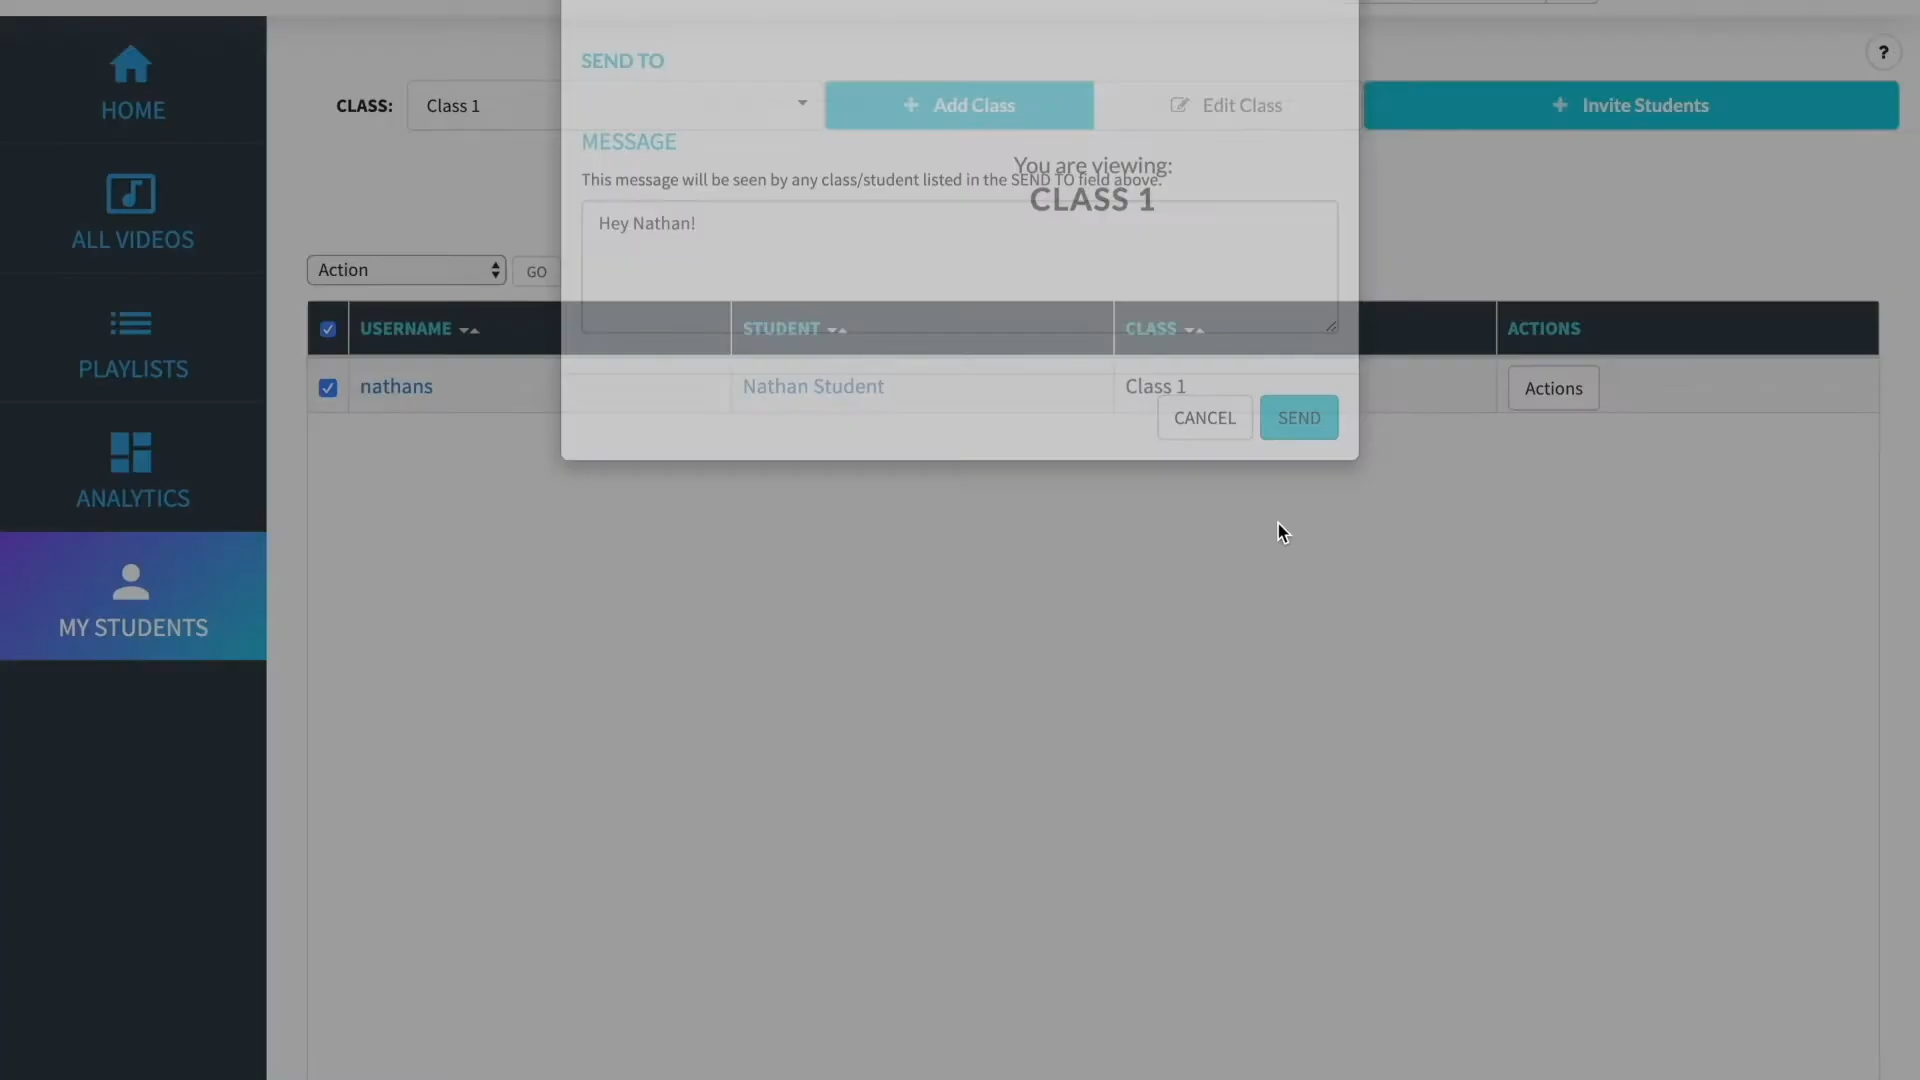 HOME
ALL VIDEOS
PLAYLISTS
ANALYTICS
MY STUDENTS
?
CLASS:
Class 1
SEND TO
+ Add Class
Edit Class
+ Invite Students
MESSAGE
You are viewing:
CLASS 1
This message will be seen by any class/student listed in the SEND TO field above.
Hey Nathan!
Action
GO
USERNAME
STUDENT
CLASS
ACTIONS
nathans
Nathan Student
Class 1
Actions
CANCEL
SEND